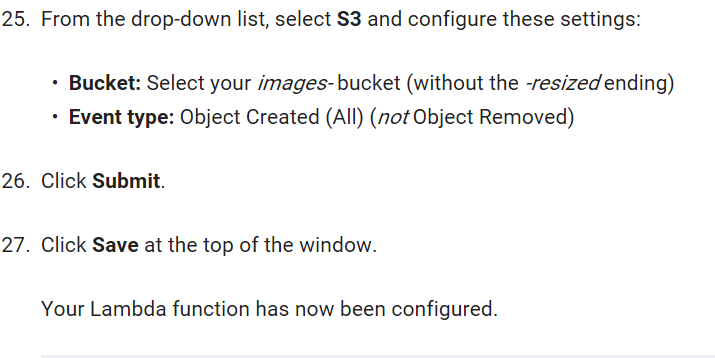 25. From the drop-down list, select S3 and configure these settings:
• Bucket: Select your images- bucket (without the -resized ending)
• Event type: Object Created (All) (not Object Removed)
26. Click Submit.
27. Click Save at the top of the window.
Your Lambda function has now been configured.